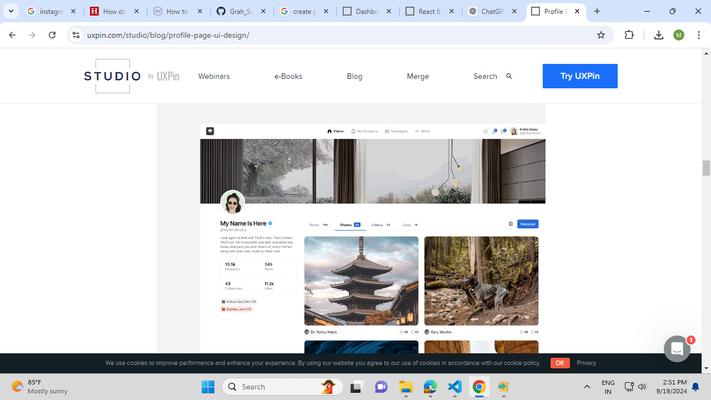 instagram
How do
How to
Grah_Sc
create p
Dashbo
React B
ChatGP
Profile P
uxpin.com/studio/blog/profile-page-ui-design/
M
STUDIO by UXPin
Webinars
e-Books
Blog
Merge
Search
Try UXPin
Home
Notifications
Messages
More
My Name Is Here
Photos
Videos
Message
13.5k
345
Followers
Posts
43
11.2k
Collections
Likes
Dr. Nancy Meels
Gary Mueller
1
We use cookies to improve performance and enhance your experience. By using our website you agree to our use of cookies in accordance with our cookie policy.
OK
Privacy
85°F
Mostly sunny
Search
ENG
IN
2:51 PM
9/19/2024